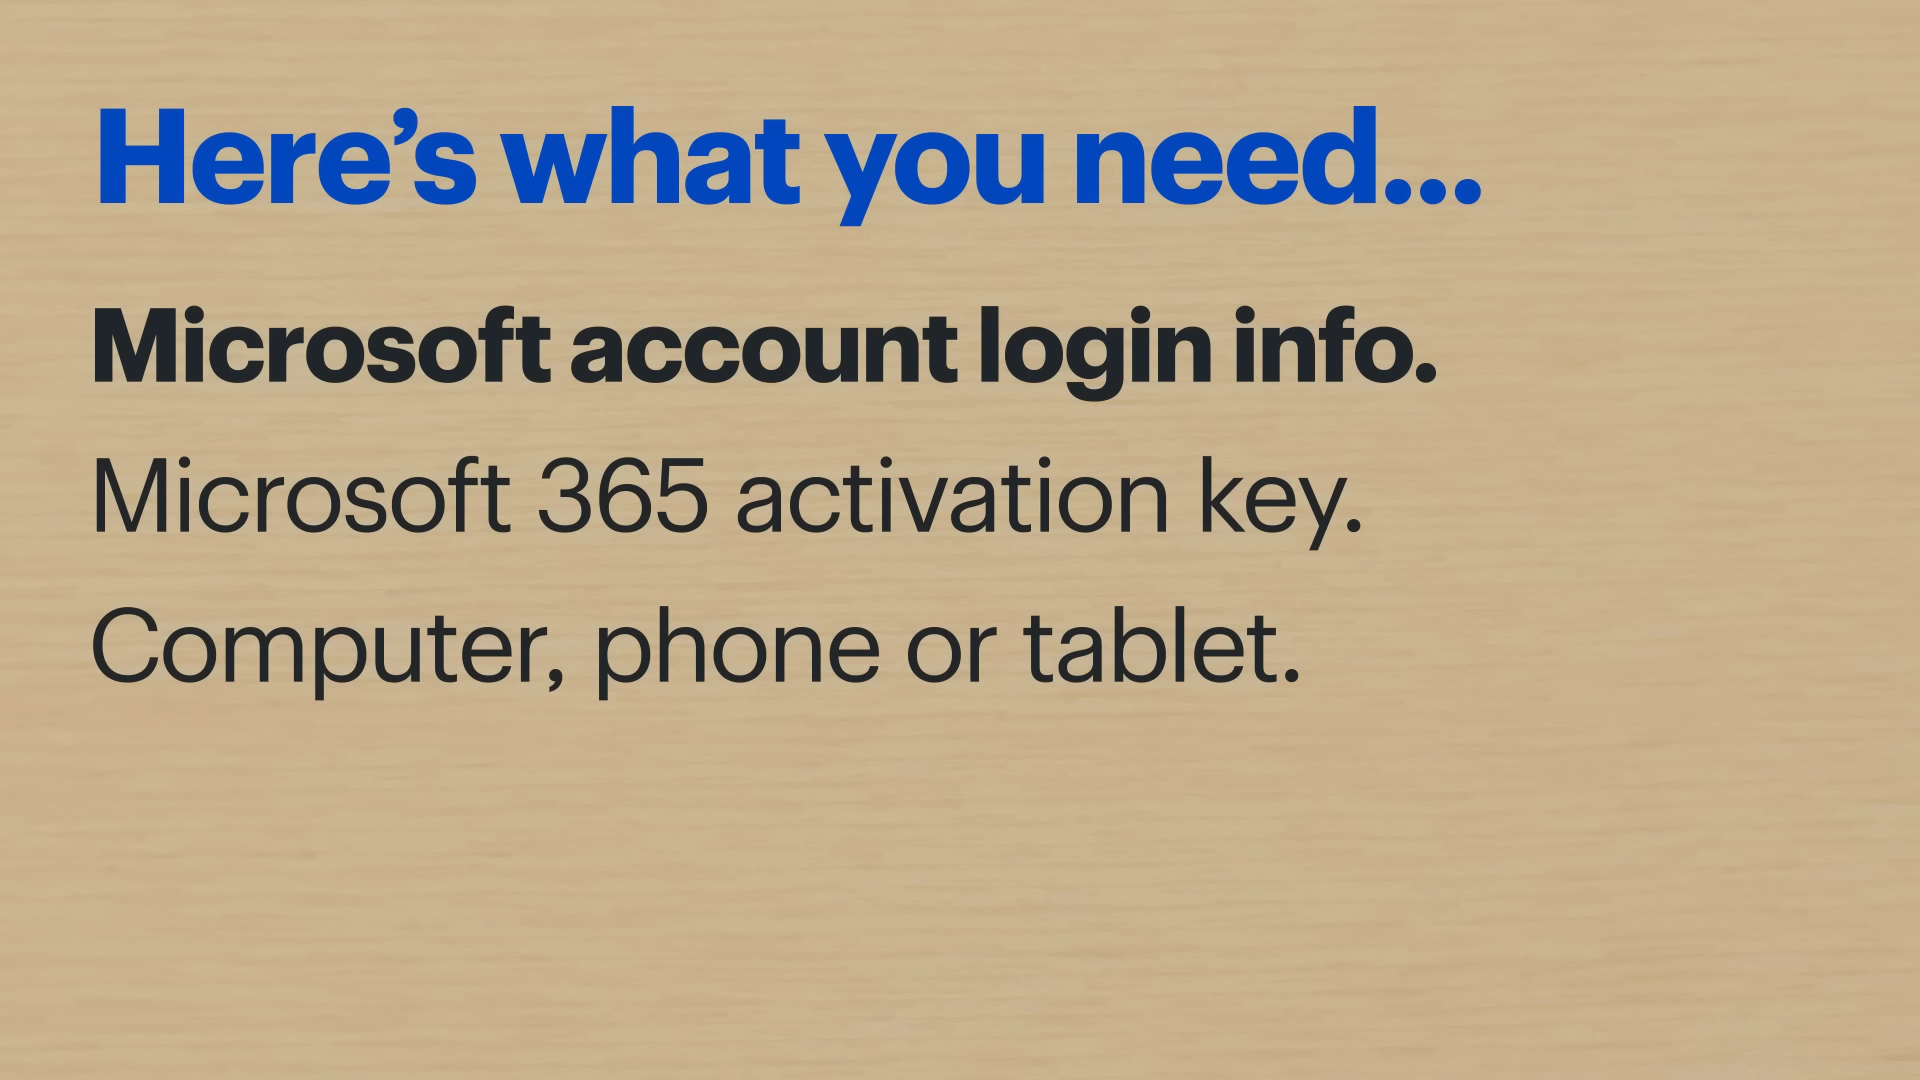 Here’s what you need...
Microsoft account login info.
Microsoft 365 activation key.
Computer, phone or tablet.